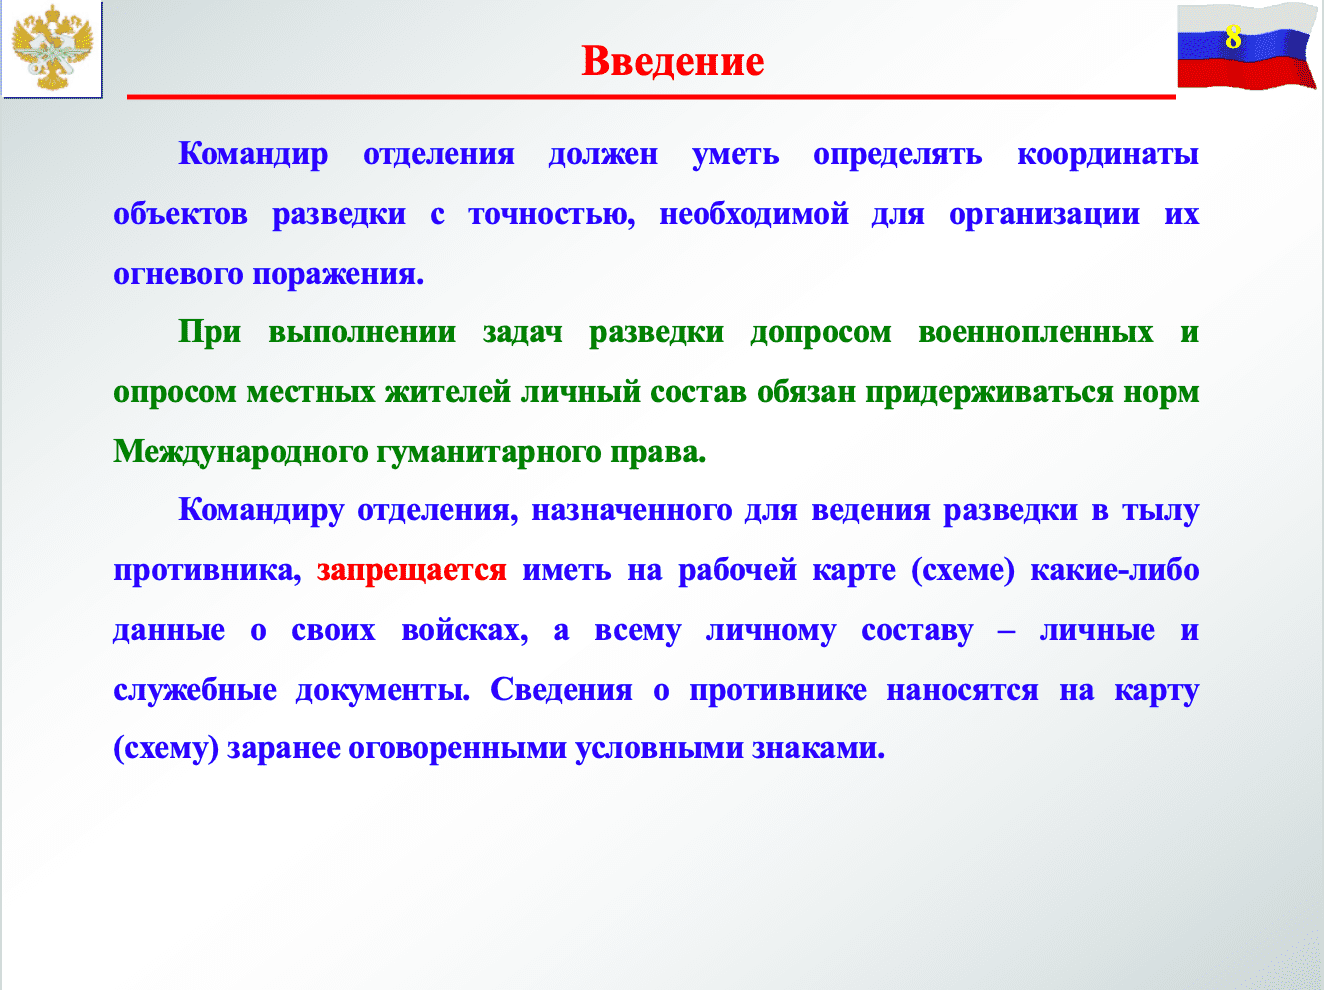 8
Введение
Командир отделения должен уметь определять координаты
объектов разведки с точностью, необходимой для организации их
огневого поражения.
При выполнении задач разведки допросом военнопленных и
опросом местных жителей личный состав обязан придерживаться норм
Международного гуманитарного права.
Командиру отделения, назначенного для ведения разведки в тылу
противника, запрещается иметь на рабочей карте (схеме) какие-либо
данные о своих войсках, а всему личному составу – личные и
служебные документы. Сведения о противнике наносятся на карту
(схему) заранее оговоренными условными знаками.